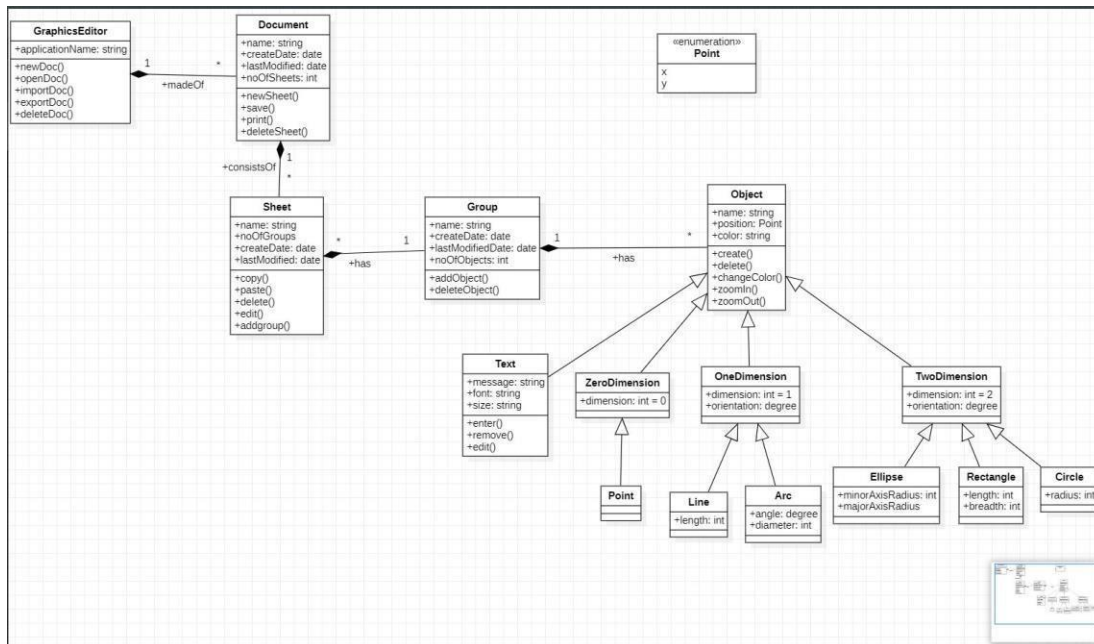 GraphicsEditor
+applicationName: string
+newDoc()
+openDoc()
+importDoc()
+exportDoc()
+deleteDoc()
1
*
+madeOf
Document
+name: string
+createDate: date
+lastModified: date
+noOfSheets: int
+newSheet()
+save()
+print()
+deleteSheet()
«enumeration»
Point
x
y
1
+consistsOf
*
Sheet
+name: string
+noOfGroups
+createDate: date
+lastModified: date
+copy()
+paste()
+delete()
+edit()
+addgroup()
*
1
+has
Group
+name: string
+createDate: date
+lastModifiedDate: date
+noOfObjects: int
+addObject()
+deleteObject()
1
*
+has
Object
+name: string
+position: Point
+color: string
+create()
+delete()
+changeColor()
+zoomIn()
+zoomOut()
Text
+message: string
+font: string
+size: string
+enter()
+remove()
+edit()
ZeroDimension
+dimension: int = 0
OneDimension
+dimension: int = 1
+orientation: degree
TwoDimension
+dimension: int = 2
+orientation: degree
Point
Line
+length: int
Arc
+angle: degree
+diameter: int
Ellipse
+minorAxisRadius: int
+majorAxisRadius
Rectangle
+length: int
+breadth: int
Circle
+radius: int